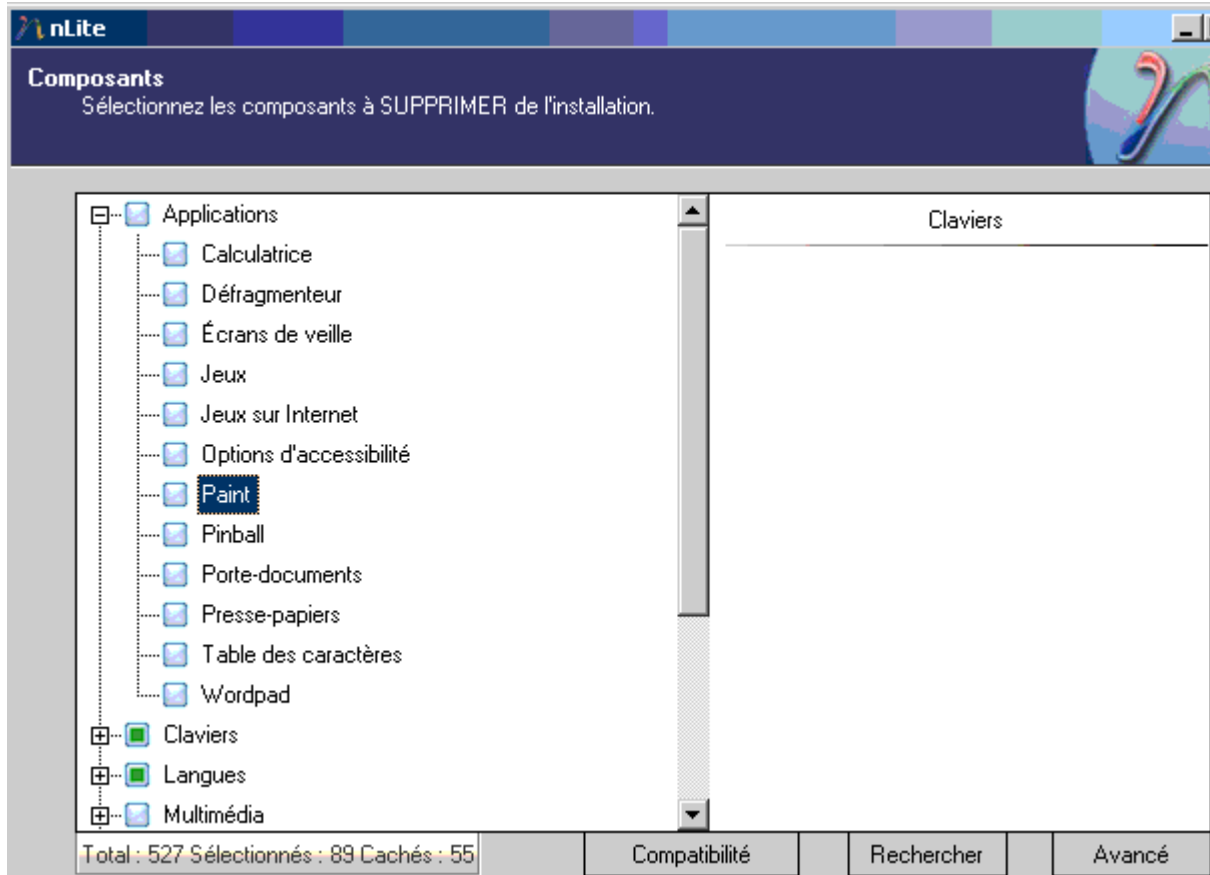 nLite
Composants
Sélectionnez les composants à SUPPRIMER de l'installation.
Applications
Calculatrice
Défragmenteur
Écrans de veille
Jeux
Jeux sur Internet
Options d'accessibilité
Paint
Pinball
Porte-documents
Presse-papiers
Table des caractères
Wordpad
Claviers
Langues
Multimédia
Claviers
Total : 527 Sélectionnés : 89 Cachés : 55
Compatibilité
Rechercher
Avancé